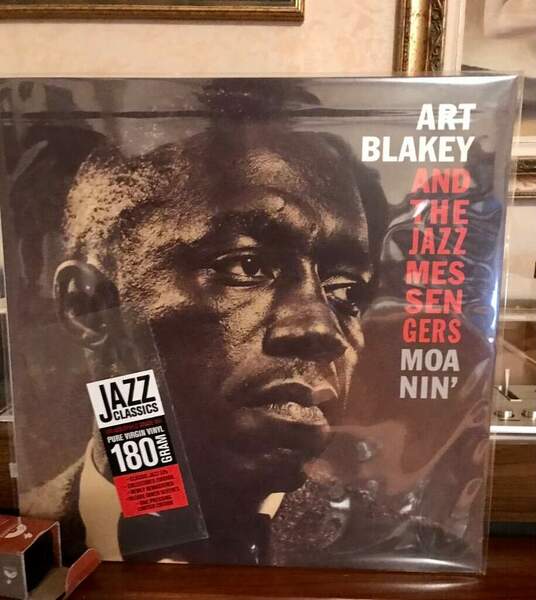 ART
BLAKEY
AND
THE
JAZZ
MES
SEN
GERS
MOA
NIN'
JAZZ
CLASSICS
PURE VIRGIN VINYL
180 GRAM